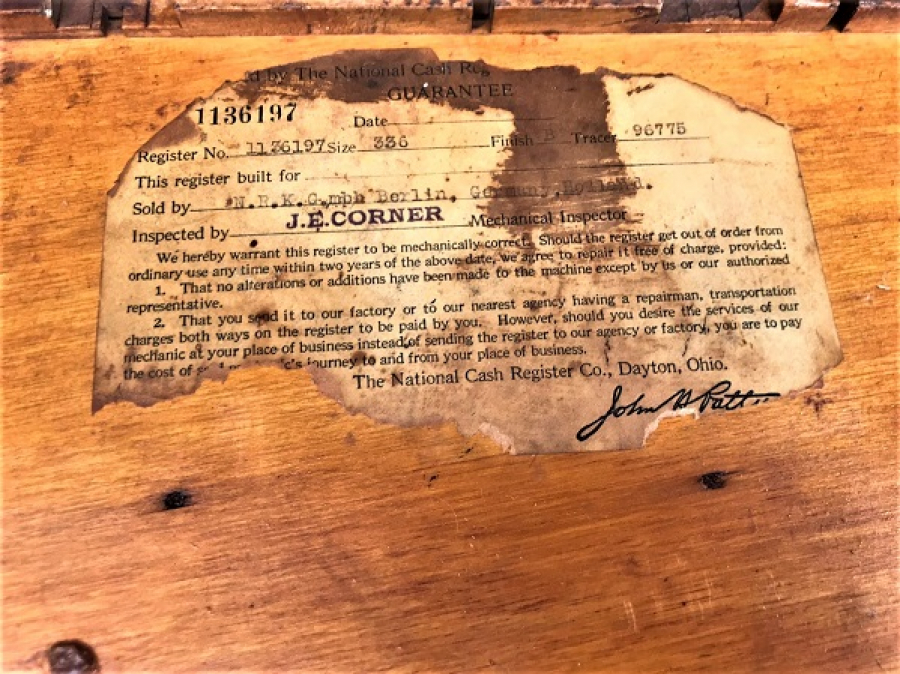 d by The National Cash Reg
GUARANTEE
1136197 Date
Register No. 1136197 Size 336 Finish B Tracer 96775
This register built for
Sold by N.R.K.G.mbh Berlin, Germany, Holland.
Inspected by J.E.CORNER Mechanical Inspector
We hereby warrant this register to be mechanically correct. Should the register get out of order from
ordinary use any time within two years of the above date, we agree to repair it free of charge, provided:
1. That no alterations or additions have been made to the machine except by us or our authorized
representative.
2. That you send it to our factory or to our nearest agency having a repairman, transportation
charges both ways on the register to be paid by you. However, should you desire the services of our
mechanic at your place of business instead of sending the register to our agency or factory, you are to pay
the cost of journey to and from your place of business.
The National Cash Register Co., Dayton, Ohio.
John H Patt